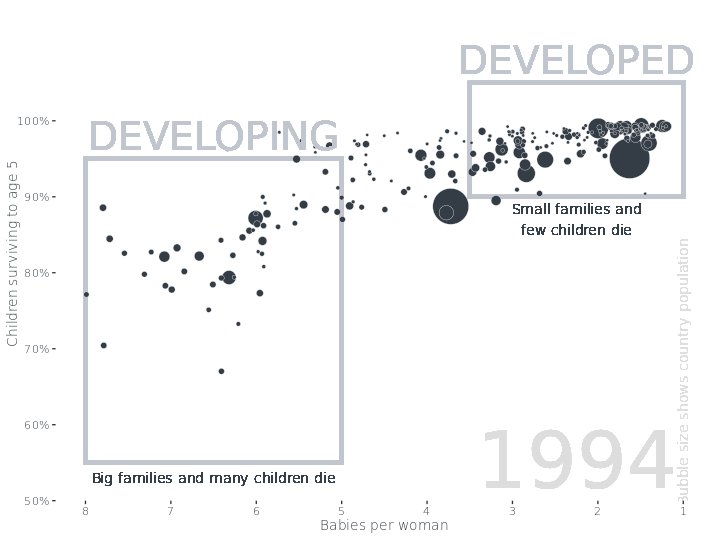 DEVELOPED
DEVELOPING
100%
90%
80%
70%
60%
50%
Children surviving to age 5
Small families and
few children die
Big families and many children die
1994
Bubble size shows country population
8 7 6 5 4 3 2 1
Babies per woman